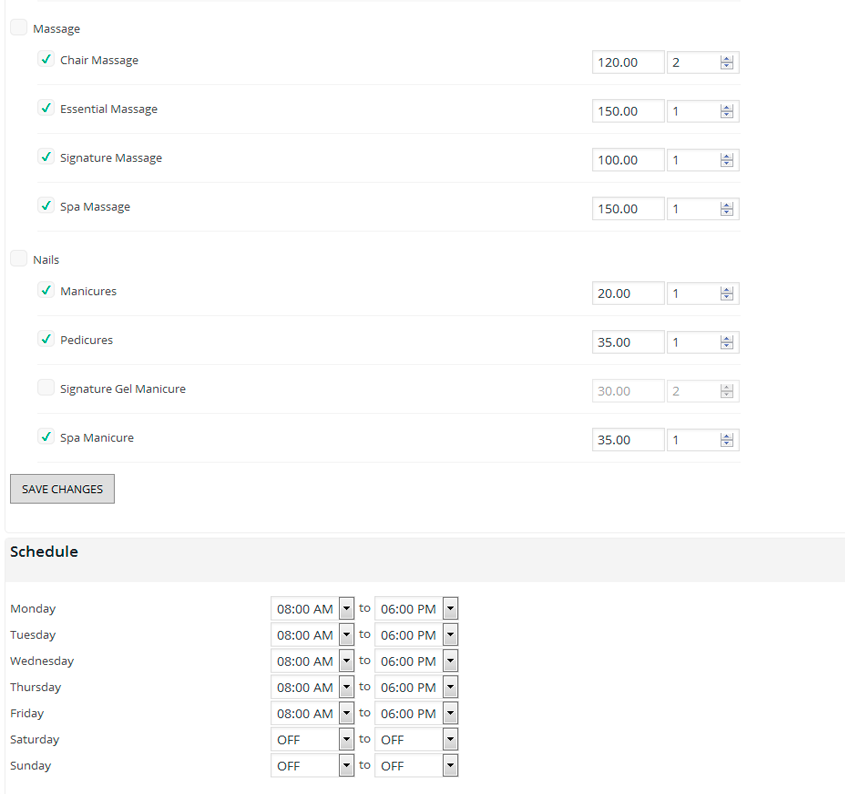 Massage
Chair Massage 120.00 2
Essential Massage 150.00 1
Signature Massage 100.00 1
Spa Massage 150.00 1
Nails
Manicures 20.00 1
Pedicures 35.00 1
Signature Gel Manicure 30.00 2
Spa Manicure 35.00 1
SAVE CHANGES
Schedule
Monday 08:00 AM to 06:00 PM
Tuesday 08:00 AM to 06:00 PM
Wednesday 08:00 AM to 06:00 PM
Thursday 08:00 AM to 06:00 PM
Friday 08:00 AM to 06:00 PM
Saturday OFF to OFF
Sunday OFF to OFF